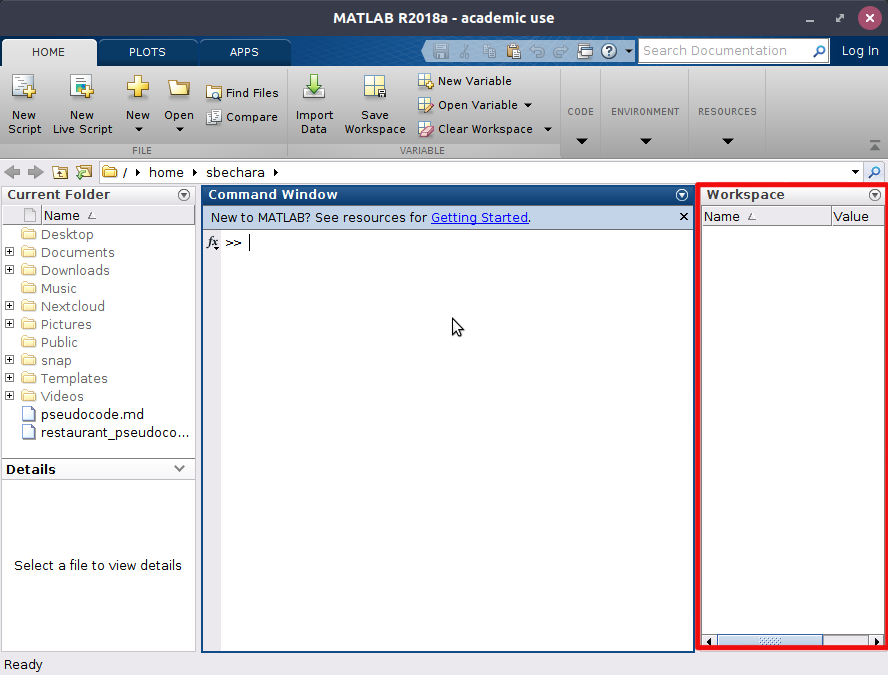 MATLAB R2018a - academic use
HOME PLOTS APPS
Search Documentation
Log In
New Script
New Live Script
New
Open
Find Files
Compare
FILE
Import Data
Save Workspace
New Variable
Open Variable
Clear Workspace
VARIABLE
CODE
ENVIRONMENT
RESOURCES
/ home sbechara
Current Folder
Name
Desktop
Documents
Downloads
Music
Nextcloud
Pictures
Public
snap
Templates
Videos
pseudocode.md
restaurant_pseudoco...
Details
Select a file to view details
Command Window
New to MATLAB? See resources for Getting Started.
fx >>
Workspace
Name Value
Ready